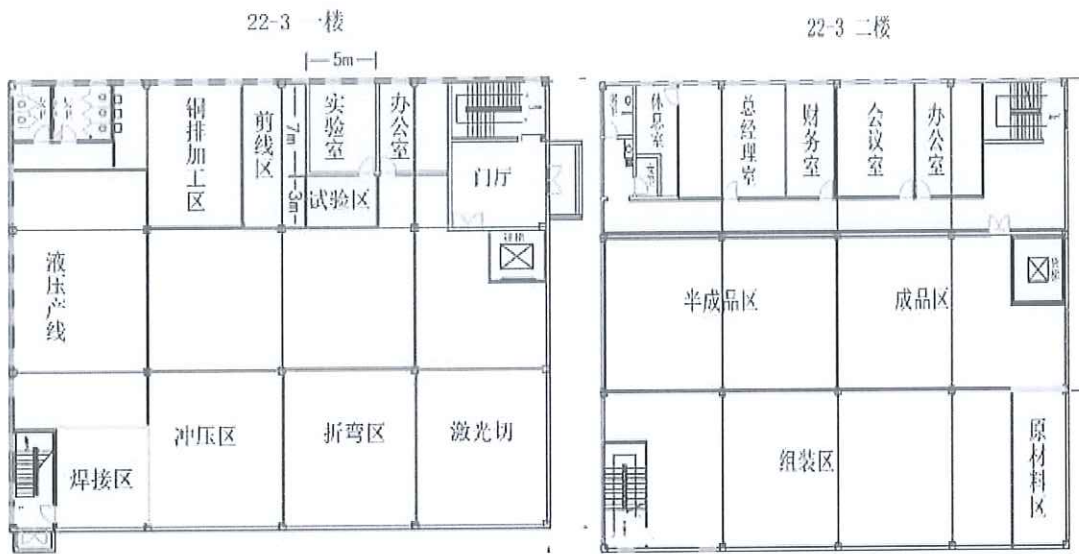 22-3 一楼
22-3 二楼
5m
铜排加工区
剪线区
7m
3m
实验室
办公室
试验区
门厅
液压产线
冲压区
折弯区
激光切
焊接区
休息室
总经理室
财务室
会议室
办公室
半成品区
成品区
组装区
原材料区